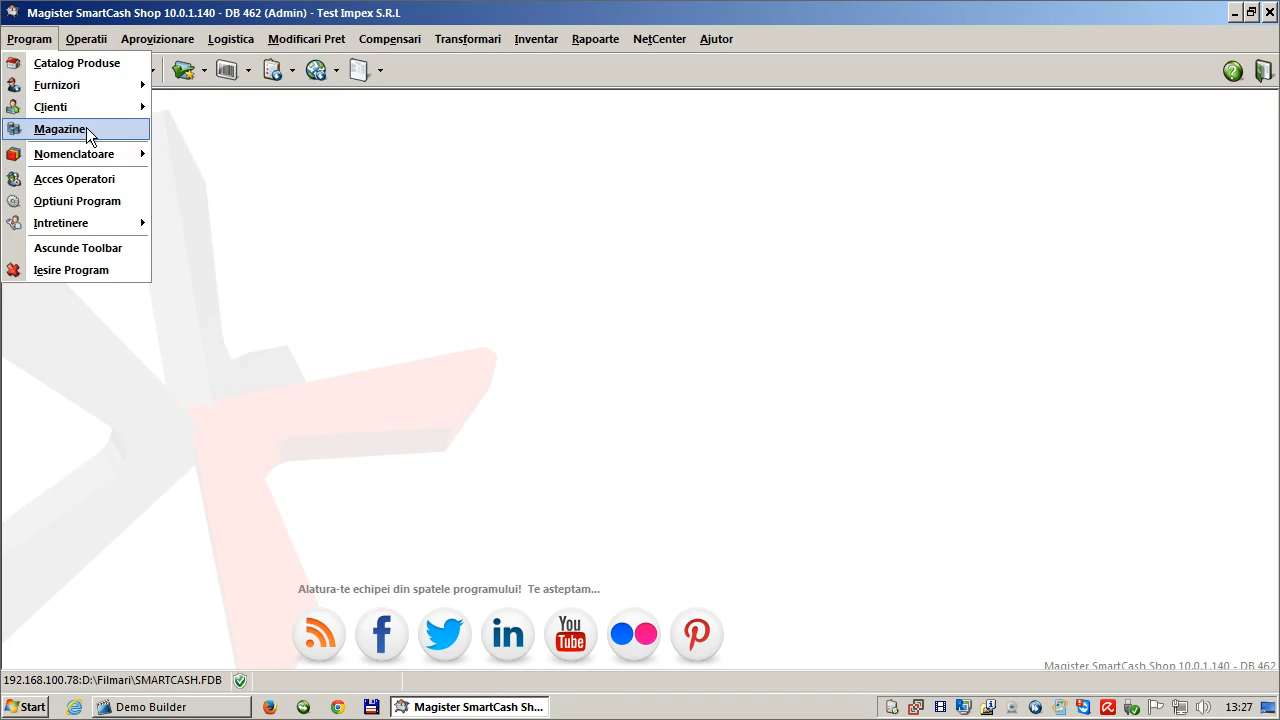 Magister SmartCash Shop 10.0.1.140 - DB 462 (Admin) - Test Impex S.R.L
Program Operatii Aprovizionare Logistica Modificari Pret Compensari Transformari Inventar Rapoarte NetCenter Ajutor
Catalog Produse
Furnizori
Clienti
Magazine
Nomenclatoare
Acces Operatori
Optiuni Program
Intretinere
Ascunde Toolbar
Iesire Program
Alatura-te echipei din spatele programului! Te asteptam...
You
Tube
Magister SmartCash Shop 10.0.1.140 - DB 462
192.168.100.78:D:\Filmari\SMARTCASH.FDB
Start Demo Builder Magister SmartCash Sh... 13:27